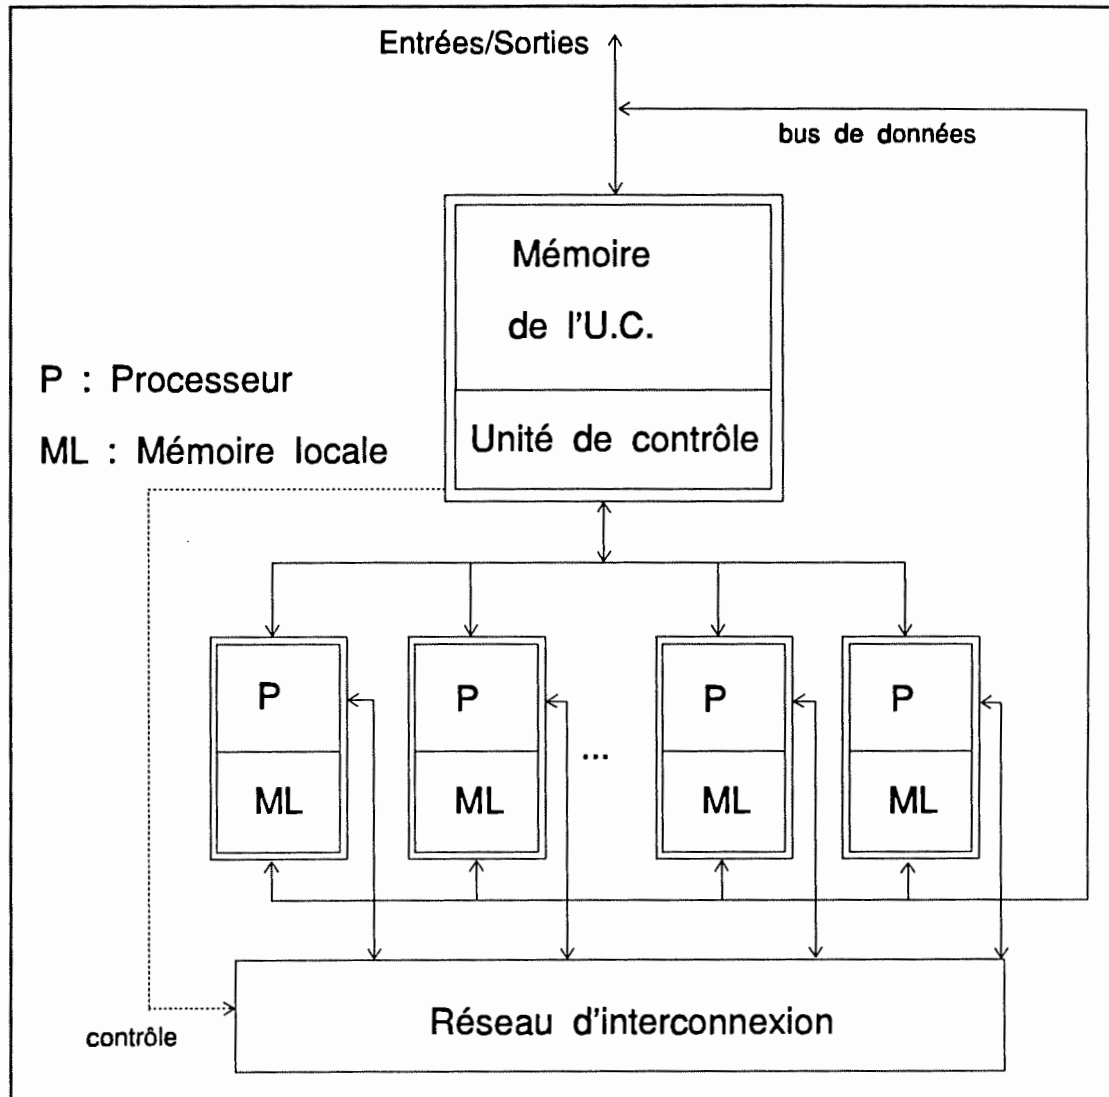 Entrées/Sorties
bus de données
Mémoire
de l'U.C.
P : Processeur
Unité de contrôle
ML : Mémoire locale
P
P
P
P
...
ML
ML
ML
ML
Réseau d'interconnexion
contrôle